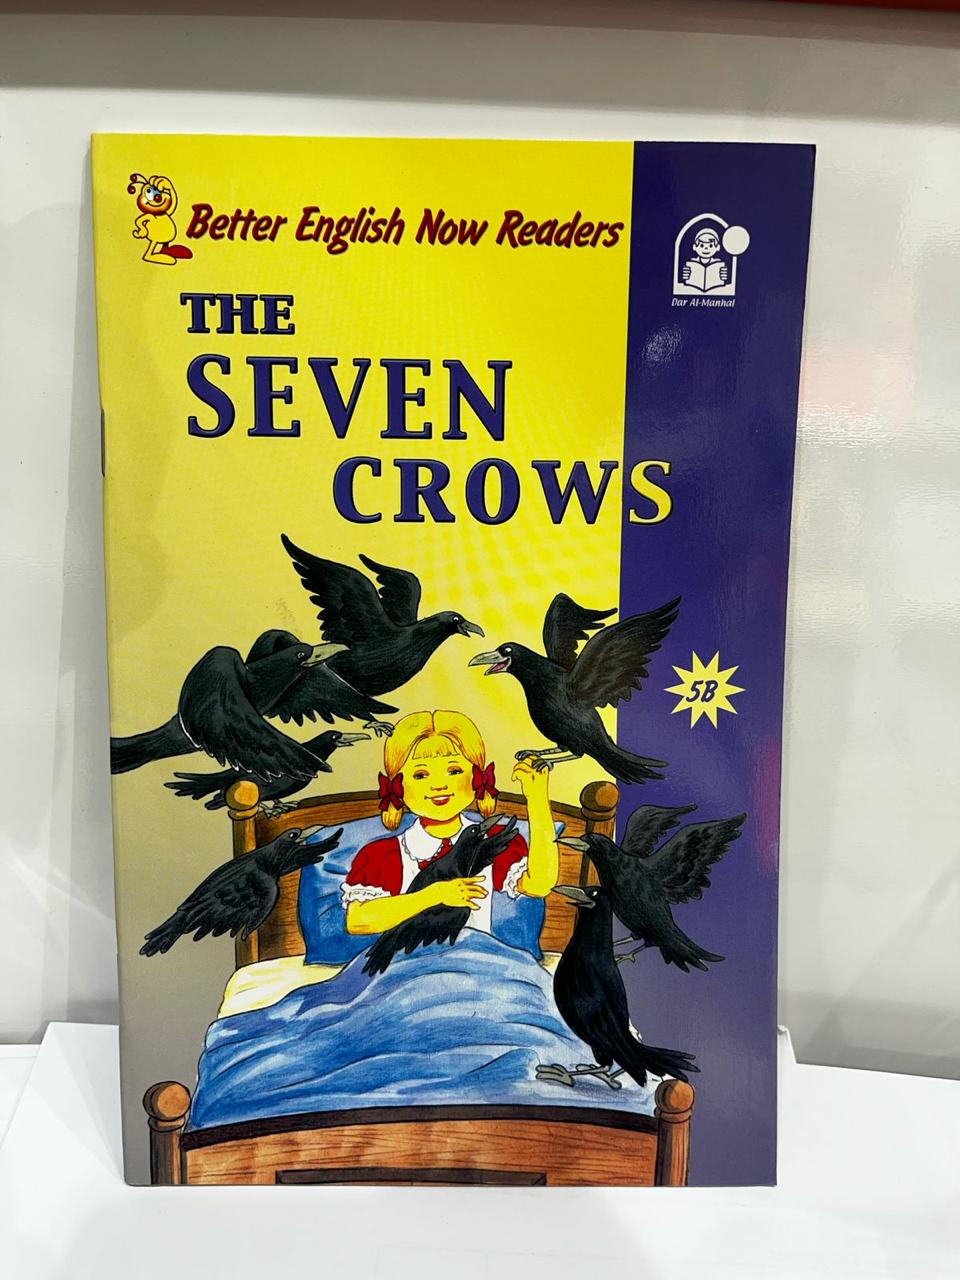 Better English Now Readers
Dar Al-Manhal
THE
SEVEN
CROWS
5B